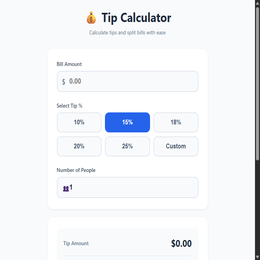 💰 Tip Calculator
Calculate tips and split bills with ease
Bill Amount
$ 0.00
Select Tip %
10% 15% 18%
20% 25% Custom
Number of People
1
Tip Amount $0.00